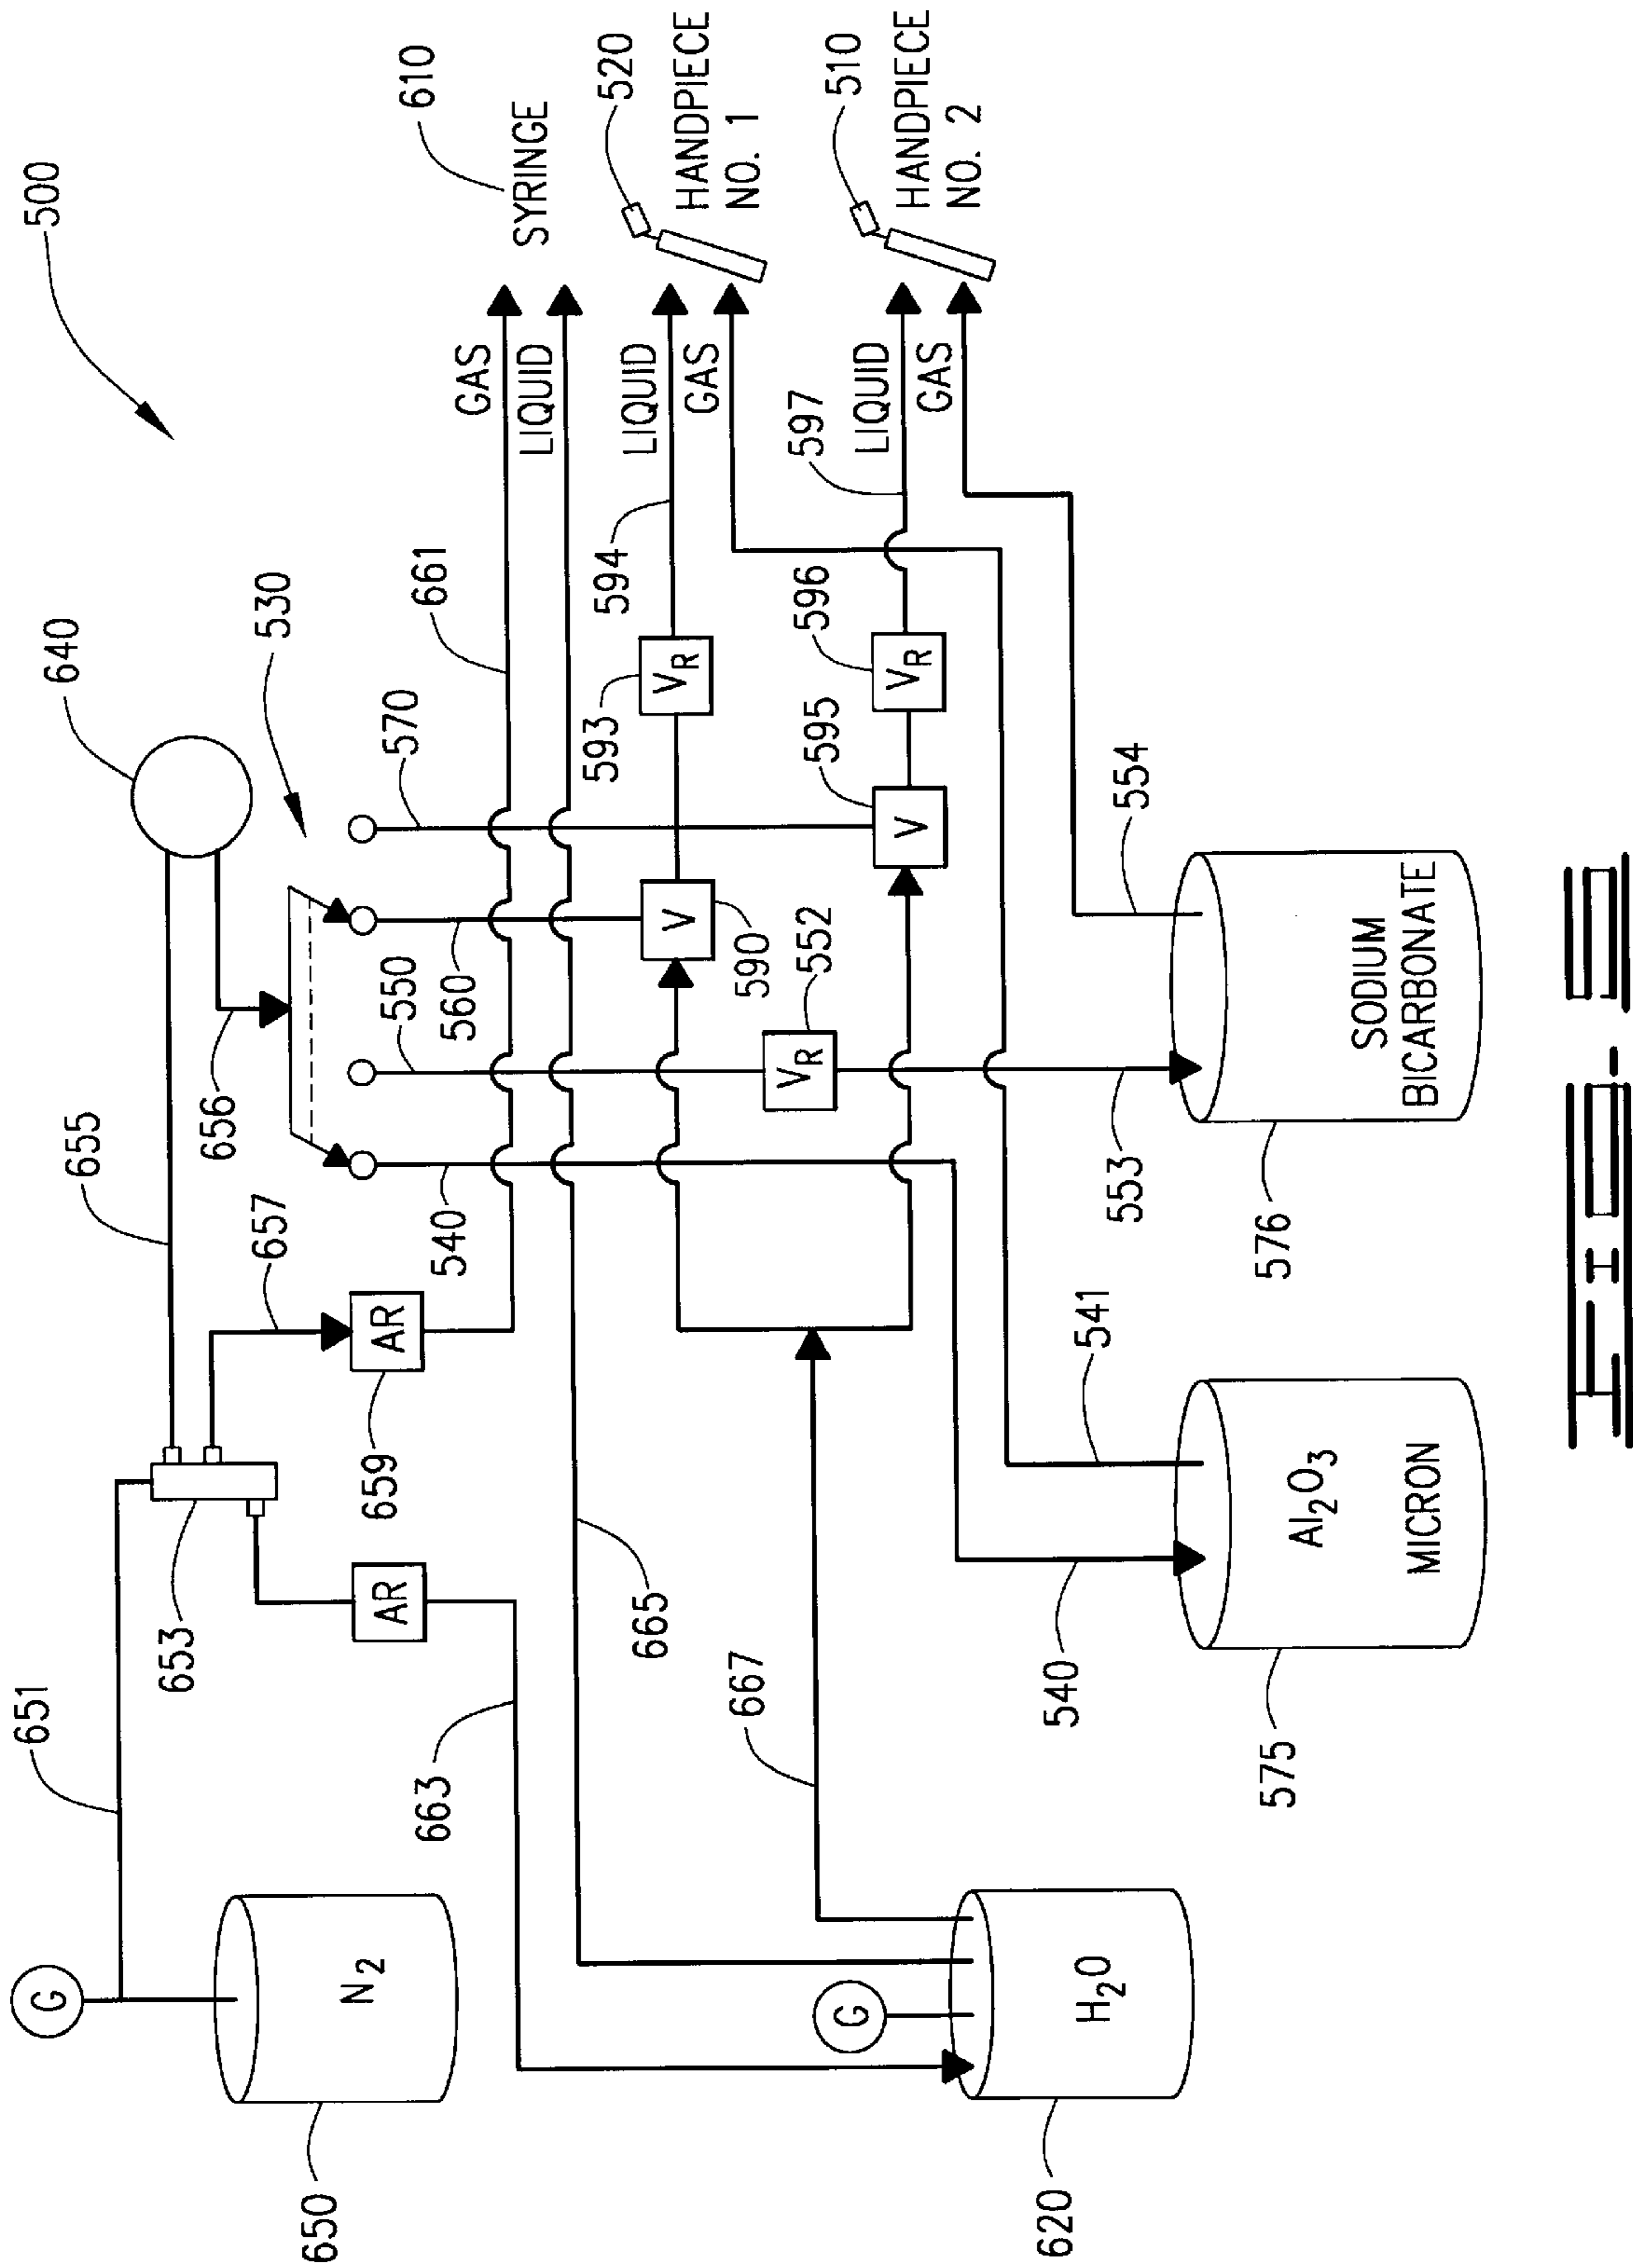 500
G
651
640
655
653
656
657
530
650
N2
AR
659
AR
550
570
610
663
540
560
661
GAS
SYRINGE
LIQUID
593
594
520
665
LIQUID
V
VR
HANDPIECE
NO. 1
GAS
667
590
552
VR
597
510
595
596
LIQUID
G
V
VR
HANDPIECE
NO. 2
GAS
620
H2O
540
541
553
554
575
576
Al2O3
MICRON
SODIUM
BICARBONATE